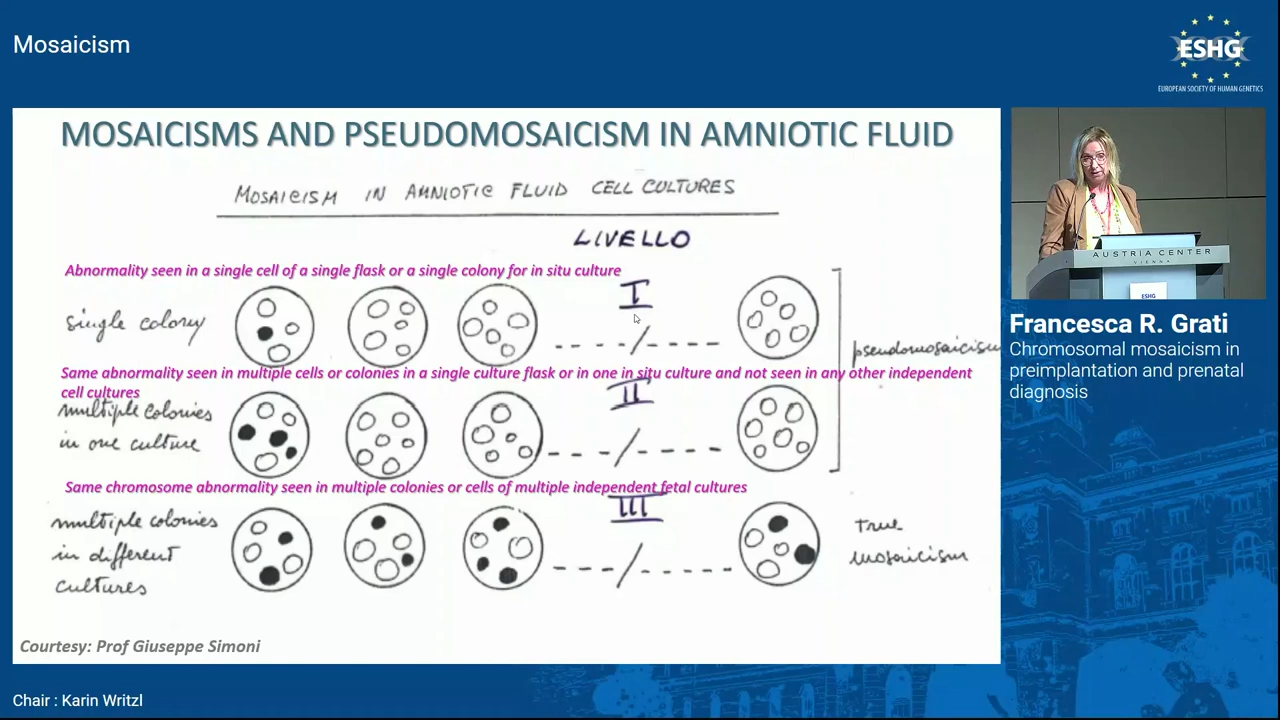 Mosaicism
ESHG
EUROPEAN SOCIETY OF HUMAN GENETICS
MOSAICISMS AND PSEUDOMOSAICISM IN AMNIOTIC FLUID
MOSAICISM IN AMNIOTIC FLUID CELL CULTURES
LIVELLO
Abnormality seen in a single cell of a single flask or a single colony for in situ culture
I
single colony
pseudomosaicism
Same abnormality seen in multiple cells or colonies in a single culture flask or in one in situ culture and not seen in any other independent
cell cultures
II
multiple colonies
in one culture
Same chromosome abnormality seen in multiple colonies or cells of multiple independent fetal cultures
III
multiple colonies
in different
cultures
true
mosaicism
Courtesy: Prof Giuseppe Simoni
AUSTRIA CENTER
VIENNA
ESHG
Francesca R. Grati
Chromosomal mosaicism in
preimplantation and prenatal
diagnosis
Chair : Karin Writzl